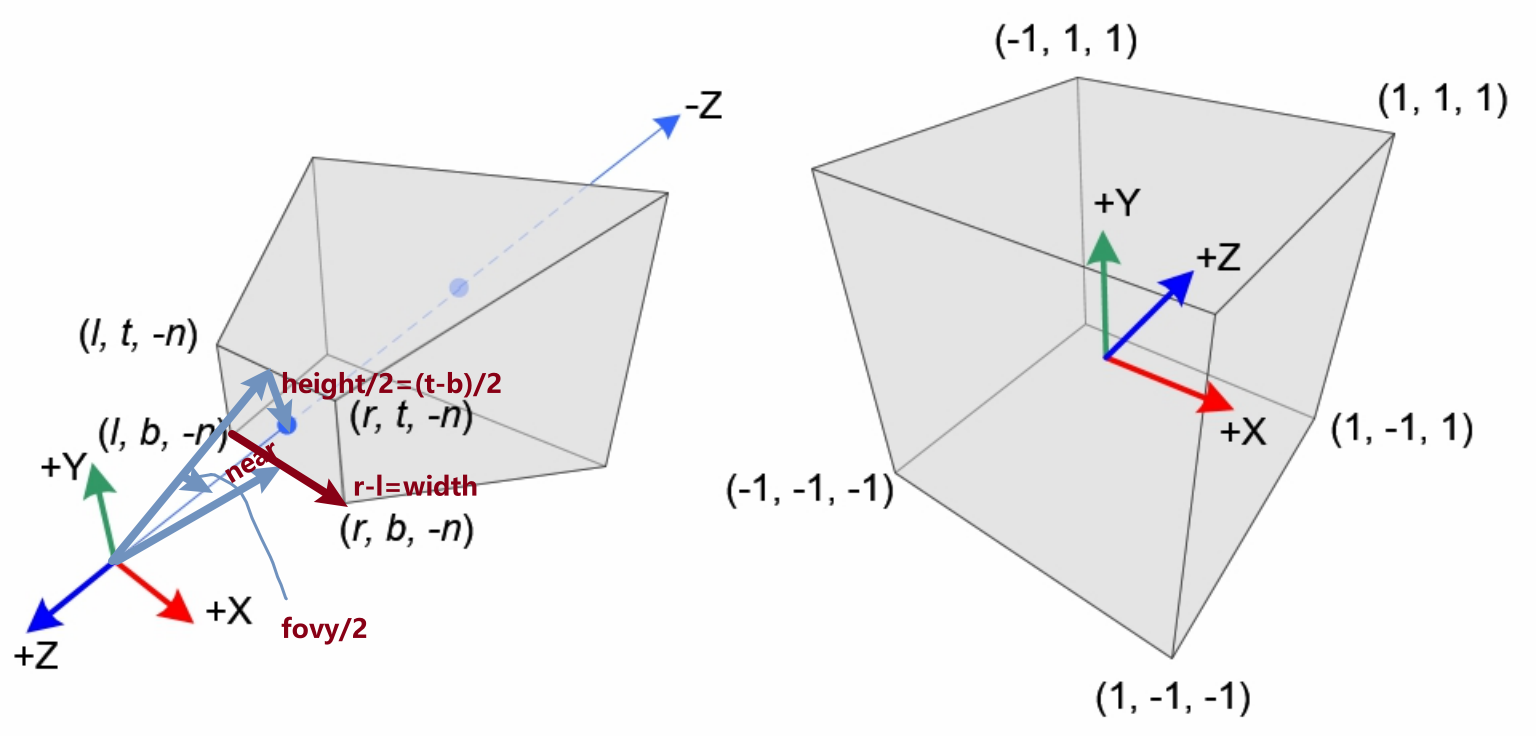 -Z
(l, t, -n)
height/2=(t-b)/2
(r, t, -n)
(l, b, -n)
near
+Y
r-l=width
(r, b, -n)
+X
fovy/2
+Z
(-1, 1, 1)
(1, 1, 1)
+Y
+Z
+X
(1, -1, 1)
(-1, -1, -1)
(1, -1, -1)